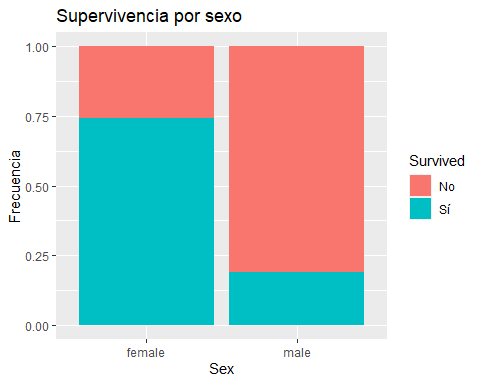 Supervivencia por sexo
1.00
0.75
0.50
0.25
0.00
Frecuencia
female
male
Sex
Survived
No
Sí